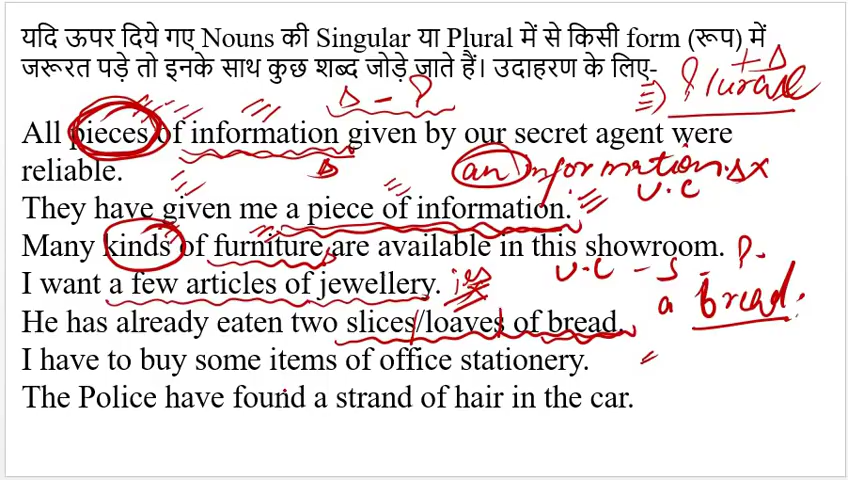 यदि ऊपर दिये गए Nouns की Singular या Plural में से किसी form (रूप) में
जरूरत पड़े तो इनके साथ कुछ शब्द जोड़े जाते हैं। उदाहरण के लिए-
Plural
All pieces of information given by our secret agent were
reliable.
an information. x
U.C
They have given me a piece of information.
Many kinds of furniture are available in this showroom.
U.C - S - P.
I want a few articles of jewellery.
a bread.
He has already eaten two slices/loaves of bread.
I have to buy some items of office stationery.
The Police have found a strand of hair in the car.